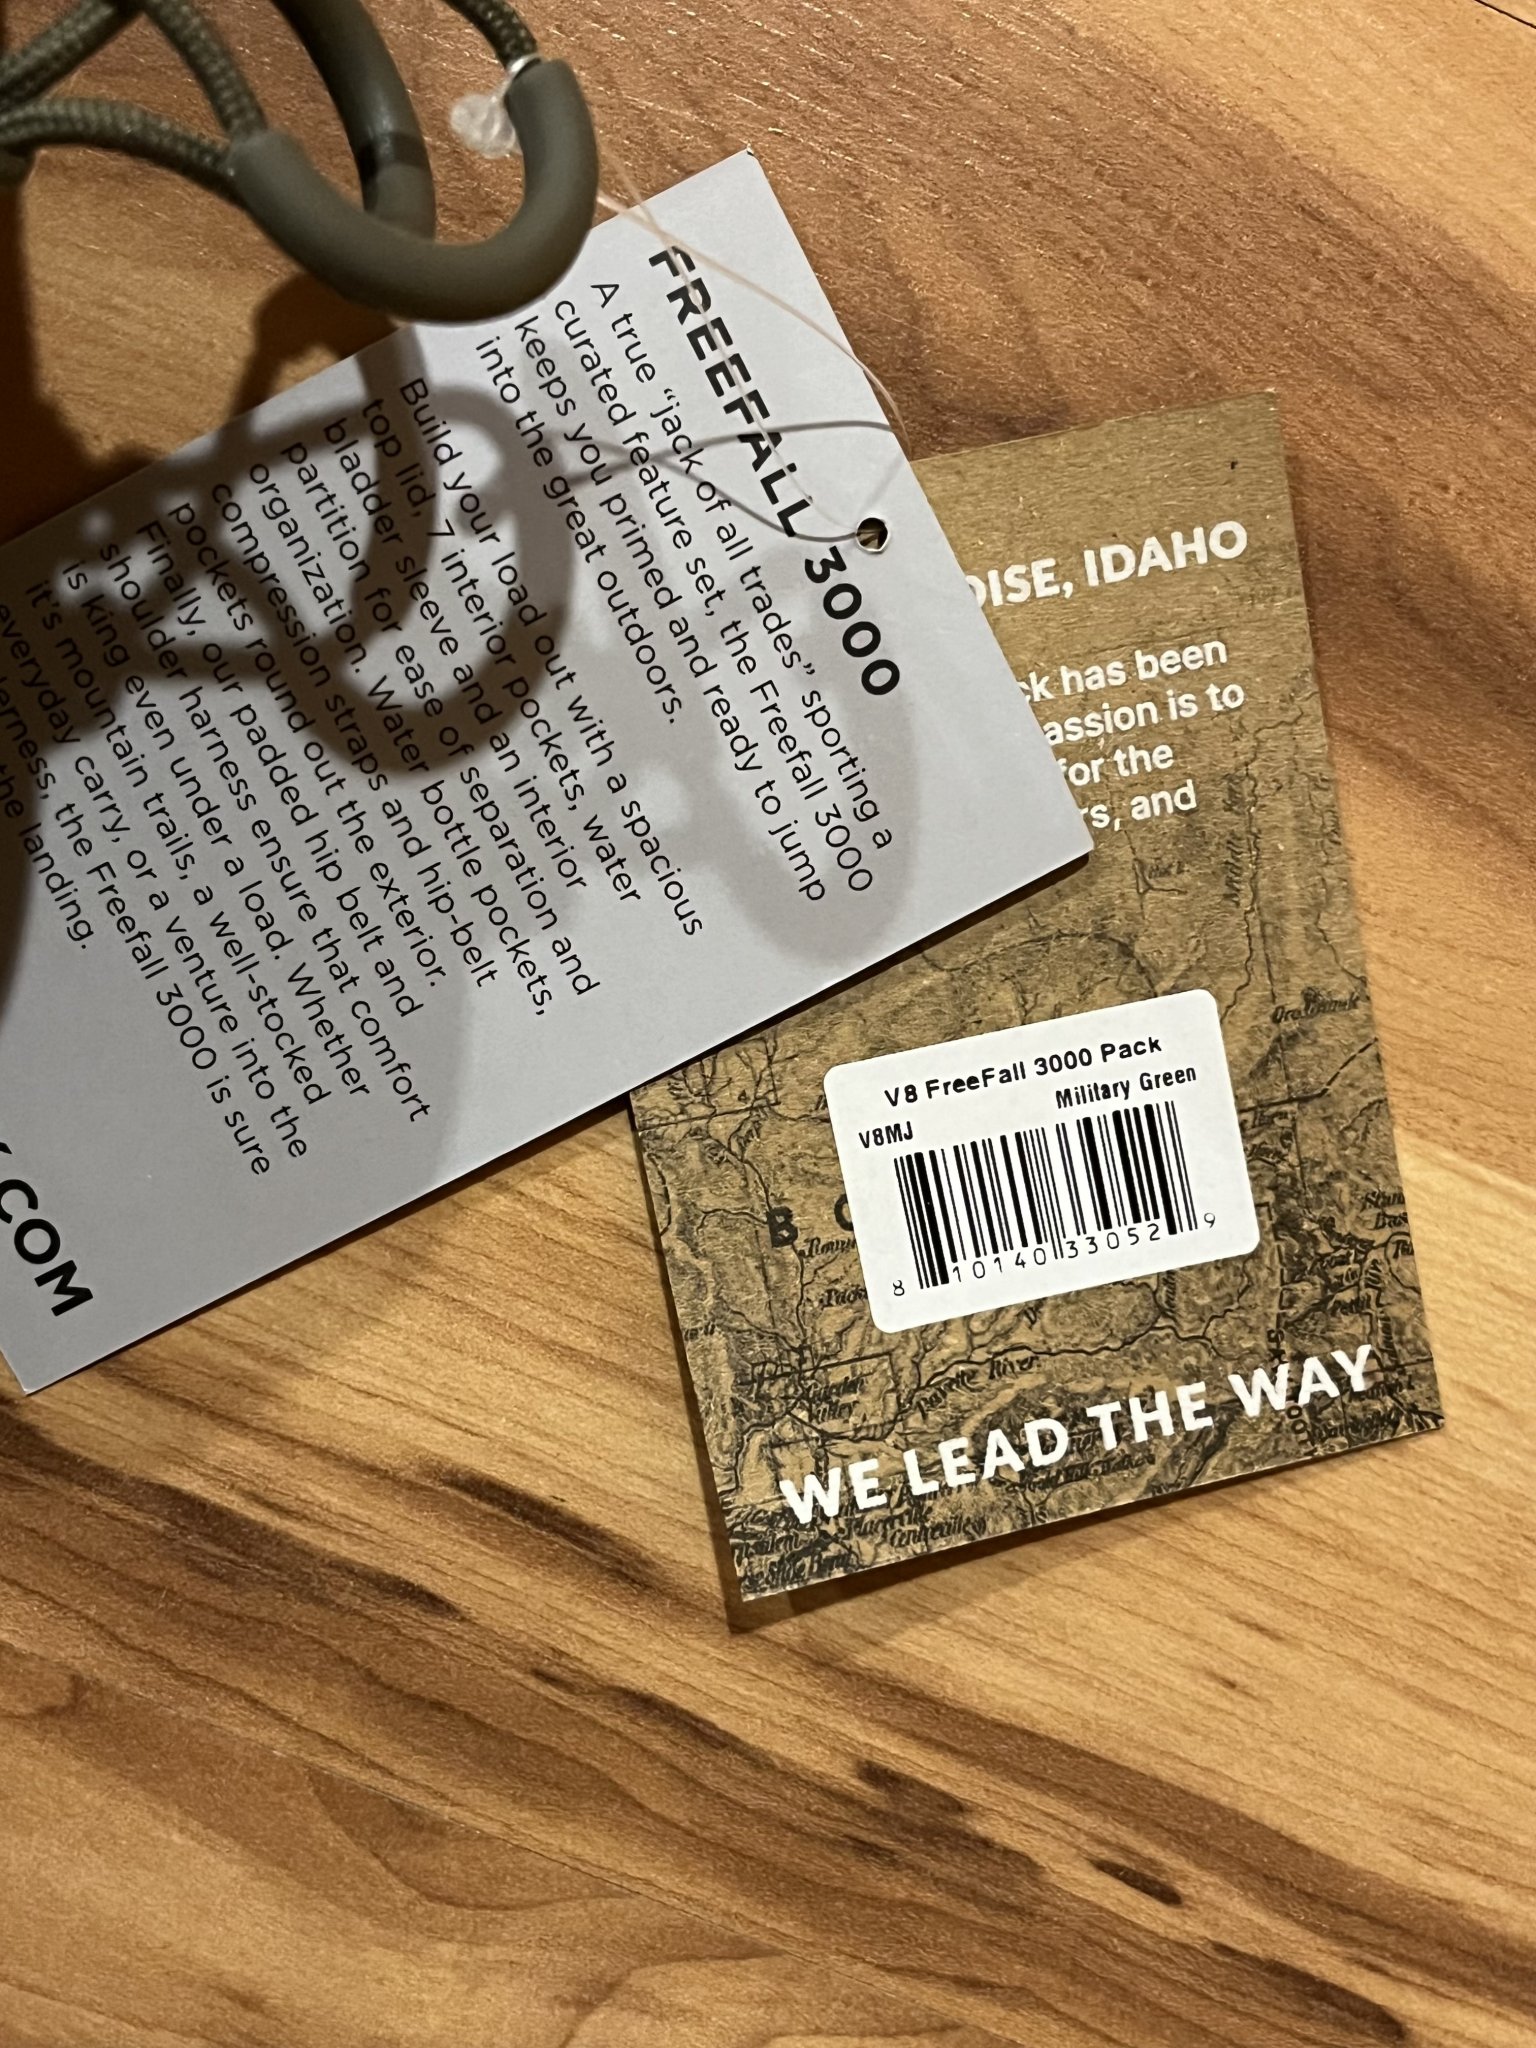 FREEFALL 3000
A true “jack of all trades” sporting a
curated feature set, the Freefall 3000
keeps you primed and ready to jump
into the great outdoors.
Build your load out with a spacious
top lid, 7 interior pockets, water
bladder sleeve and an interior
partition for ease of separation and
organization. Water bottle pockets,
compression straps and hip-belt
pockets round out the exterior.
Finally, our padded hip belt and
shoulder harness ensure that comfort
is king even under a load. Whether
it’s mountain trails, a well-stocked
everyday carry, or a venture into the
the Freefall 3000 is sure
the landing.
.COM
OISE, IDAHO
ck has been
assion is to
for the
rs, and
V8 FreeFall 3000 Pack
Military Green
V8MJ
8 10140 33052 9
Payette River
Centreville
WE LEAD THE WAY